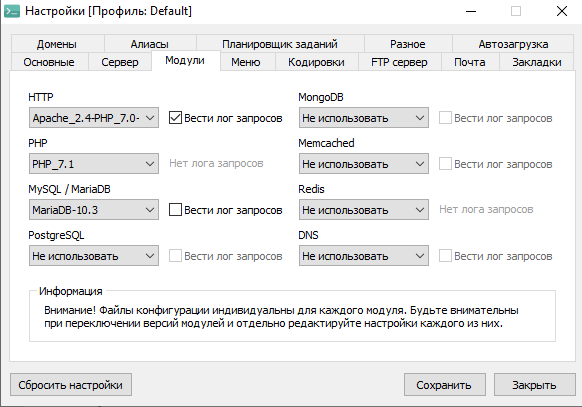 Настройки [Профиль: Default]
Домены Алиасы Планировщик заданий Разное Автозагрузка
Основные Сервер Модули Меню Кодировки FTP сервер Почта Закладки
HTTP MongoDB
Apache_2.4-PHP_7.0- Вести лог запросов Не использовать Вести лог запросов
PHP Memcached
PHP_7.1 Нет лога запросов Не использовать Вести лог запросов
MySQL / MariaDB Redis
MariaDB-10.3 Вести лог запросов Не использовать Нет лога запросов
PostgreSQL DNS
Не использовать Вести лог запросов Не использовать Вести лог запросов
Информация
Внимание! Файлы конфигурации индивидуальны для каждого модуля. Будьте внимательны
при переключении версий модулей и отдельно редактируйте настройки каждого из них.
Сбросить настройки Сохранить Закрыть